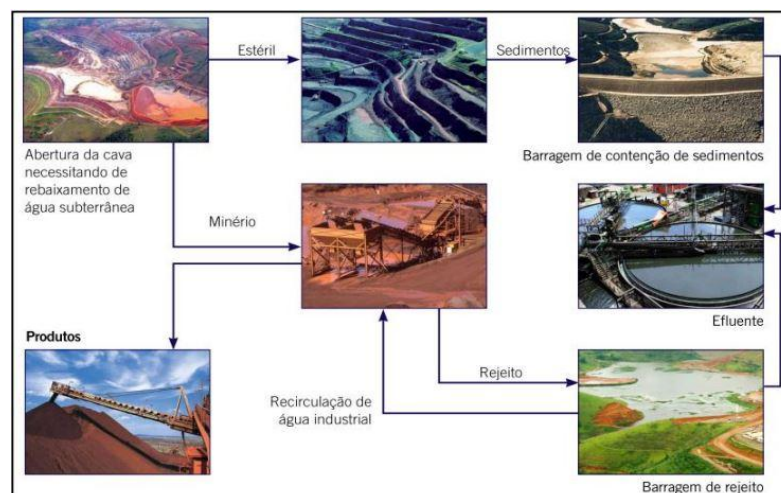 Estéril
Sedimentos
Abertura da cava
necessitando de
rebaixamento de
água subterrânea
Barragem de contenção de sedimentos
Minério
Efluente
Produtos
Rejeito
Recirculação de
água industrial
Barragem de rejeito